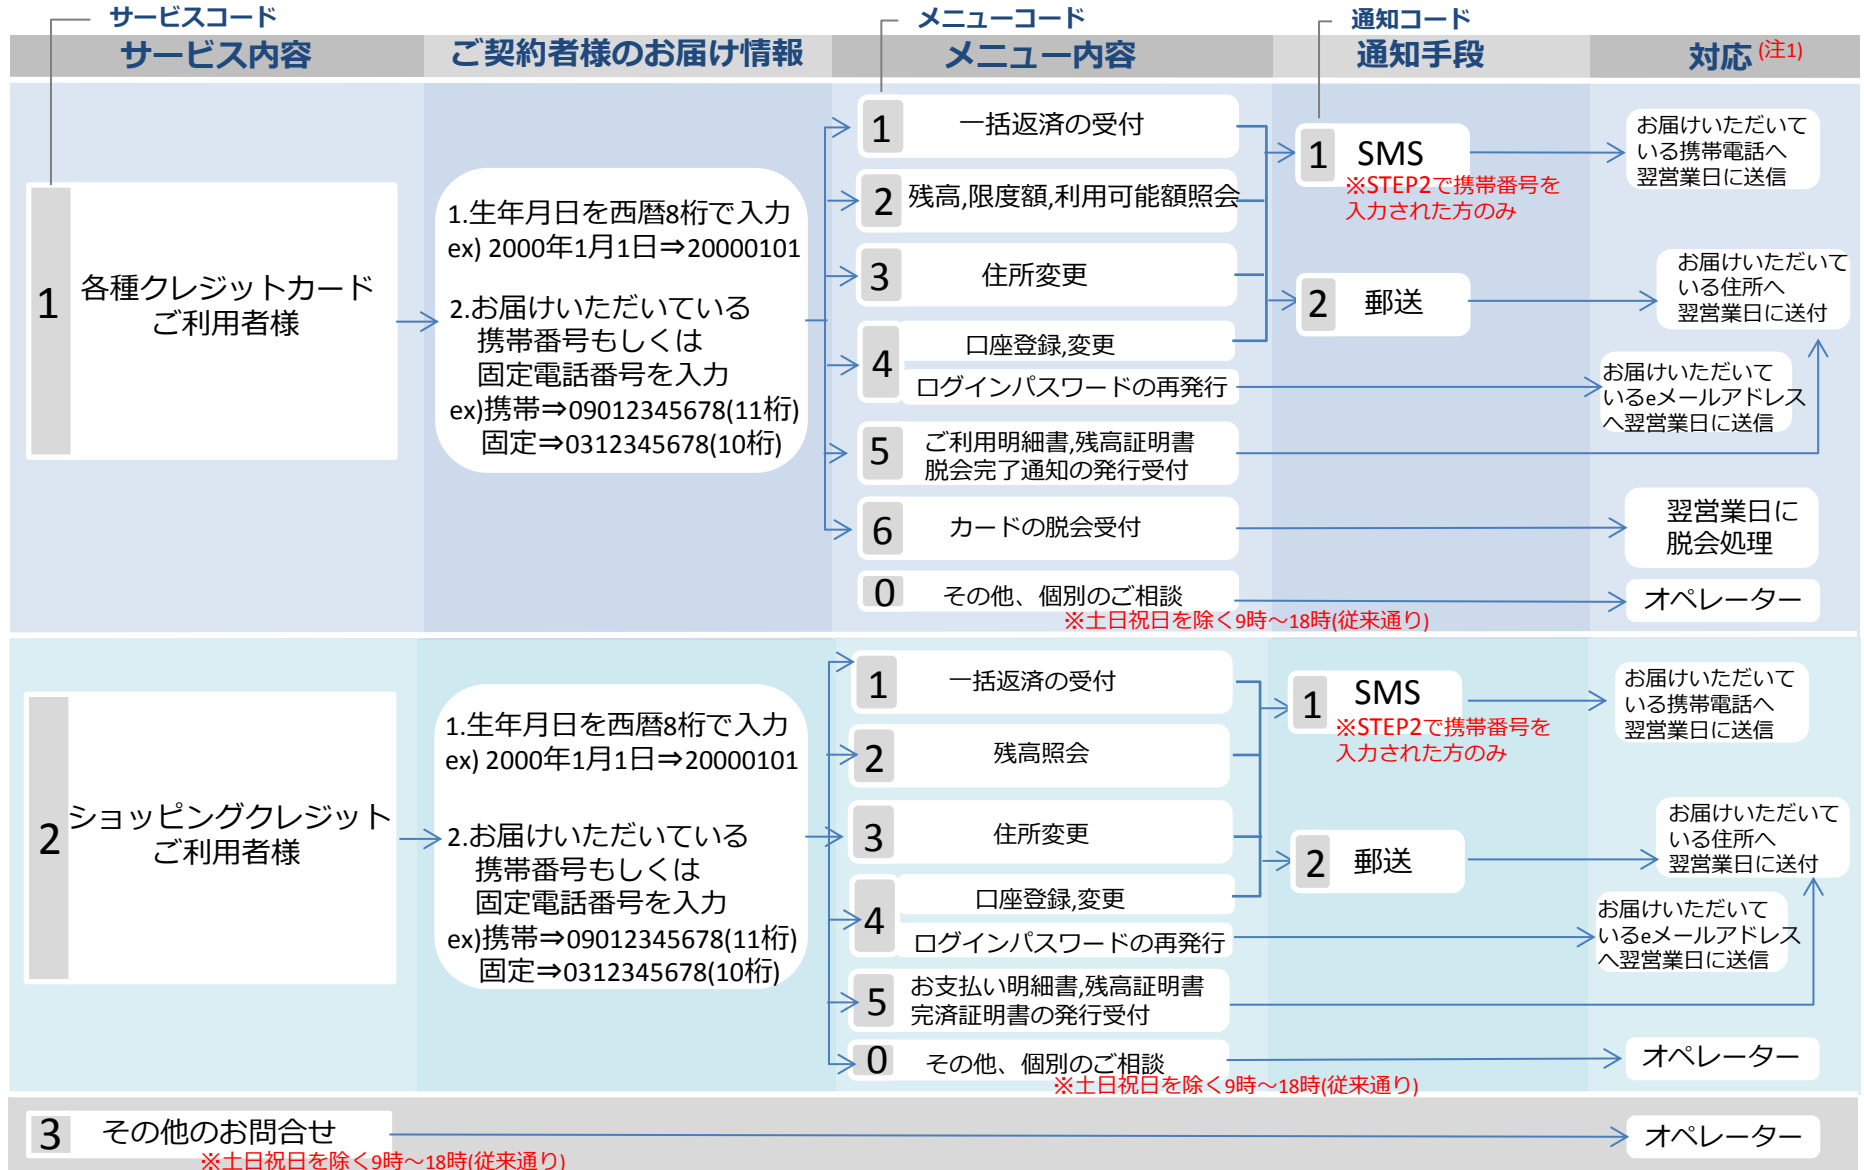 サービスコード
メニューコード
通知コード
サービス内容
ご契約者様のお届け情報
メニュー内容
通知手段
対応(注1)
1
各種クレジットカード
ご利用者様
1.生年月日を西暦8桁で入力
ex) 2000年1月1日⇒20000101
2.お届けいただいている
携帯番号もしくは
固定電話番号を入力
ex)携帯⇒09012345678(11桁)
固定⇒0312345678(10桁)
1 一括返済の受付
2 残高,限度額,利用可能額照会
3 住所変更
4 口座登録,変更
ログインパスワードの再発行
5 ご利用明細書,残高証明書
脱会完了通知の発行受付
6 カードの脱会受付
0 その他、個別のご相談
※土日祝日を除く9時～18時(従来通り)
1 SMS
※STEP2で携帯番号を
入力された方のみ
2 郵送
お届けいただいて
いる携帯電話へ
翌営業日に送信
お届けいただいて
いる住所へ
翌営業日に送付
お届けいただいて
いるeメールアドレス
へ翌営業日に送信
翌営業日に
脱会処理
オペレーター
2
ショッピングクレジット
ご利用者様
1.生年月日を西暦8桁で入力
ex) 2000年1月1日⇒20000101
2.お届けいただいている
携帯番号もしくは
固定電話番号を入力
ex)携帯⇒09012345678(11桁)
固定⇒0312345678(10桁)
1 一括返済の受付
2 残高照会
3 住所変更
4 口座登録,変更
ログインパスワードの再発行
5 お支払い明細書,残高証明書
完済証明書の発行受付
0 その他、個別のご相談
※土日祝日を除く9時～18時(従来通り)
1 SMS
※STEP2で携帯番号を
入力された方のみ
2 郵送
お届けいただいて
いる携帯電話へ
翌営業日に送信
お届けいただいて
いる住所へ
翌営業日に送付
お届けいただいて
いるeメールアドレス
へ翌営業日に送信
オペレーター
3 その他のお問合せ
※土日祝日を除く9時～18時(従来通り)
オペレーター